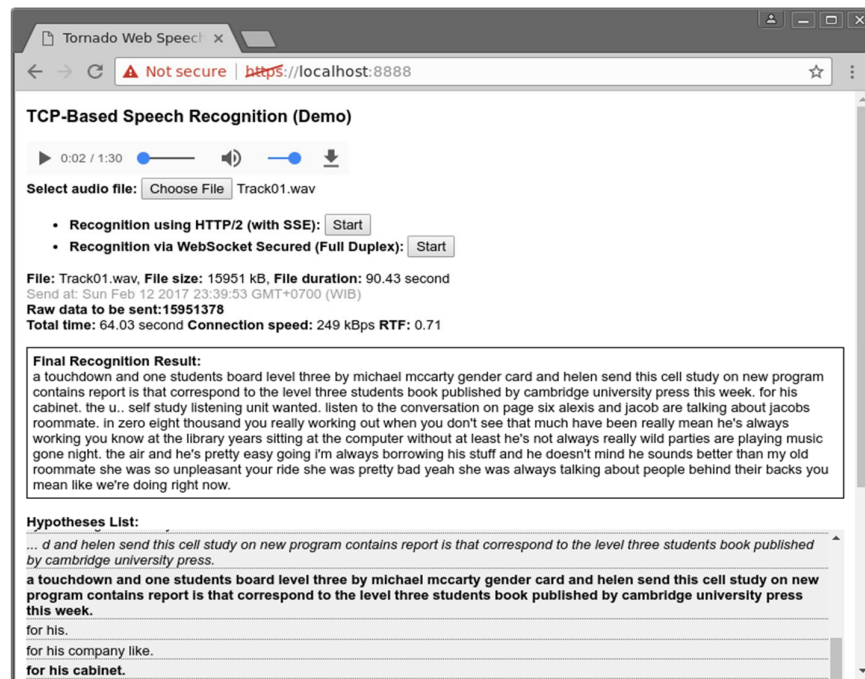 Tornado Web Speech
Not secure | https://localhost:8888
TCP-Based Speech Recognition (Demo)
0:02 / 1:30
Select audio file: Choose File Track01.wav
• Recognition using HTTP/2 (with SSE): Start
• Recognition via WebSocket Secured (Full Duplex): Start
File: Track01.wav, File size: 15951 kB, File duration: 90.43 second
Send at: Sun Feb 12 2017 23:39:53 GMT+0700 (WIB)
Raw data to be sent:15951378
Total time: 64.03 second Connection speed: 249 kBps RTF: 0.71
Final Recognition Result:
a touchdown and one students board level three by michael mccarty gender card and helen send this cell study on new program
contains report is that correspond to the level three students book published by cambridge university press this week. for his
cabinet. the u.. self study listening unit wanted. listen to the conversation on page six alexis and jacob are talking about jacobs
roommate. in zero eight thousand you really working out when you don't see that much have been really mean he's always
working you know at the library years sitting at the computer without at least he's not always really wild parties are playing music
gone night. the air and he's pretty easy going i'm always borrowing his stuff and he doesn't mind he sounds better than my old
roommate she was so unpleasant your ride she was pretty bad yeah she was always talking about people behind their backs you
mean like we're doing right now.
Hypotheses List:
... d and helen send this cell study on new program contains report is that correspond to the level three students book published
by cambridge university press.
a touchdown and one students board level three by michael mccarty gender card and helen send this cell study on new
program contains report is that correspond to the level three students book published by cambridge university press
this week.
for his.
for his company like.
for his cabinet.